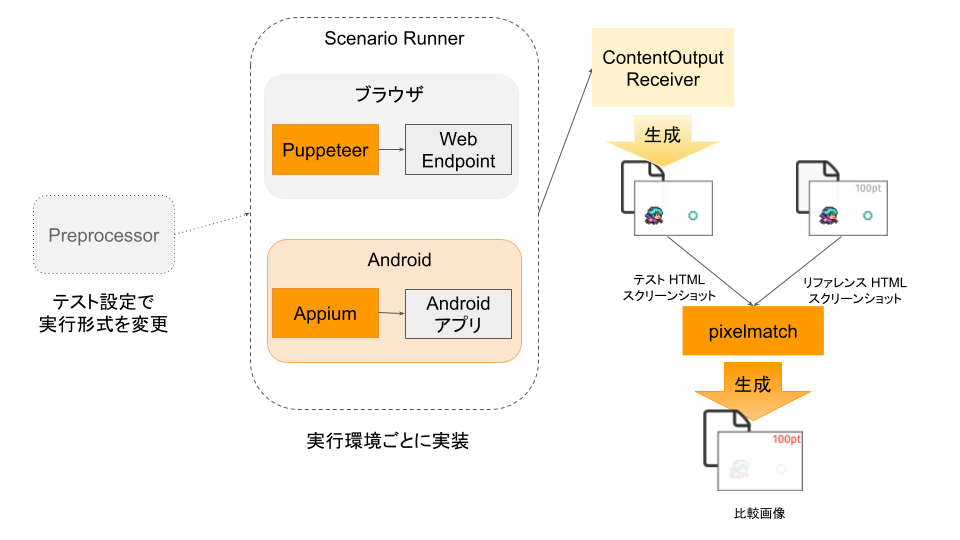 Scenario Runner
ブラウザ
Puppeteer
Web
Endpoint
Preprocessor
テスト設定で
実行形式を変更
Android
Appium
Android
アプリ
実行環境ごとに実装
ContentOutput
Receiver
生成
100pt
テスト HTML
スクリーンショット
リファレンス HTML
スクリーンショット
pixelmatch
生成
100pt
比較画像